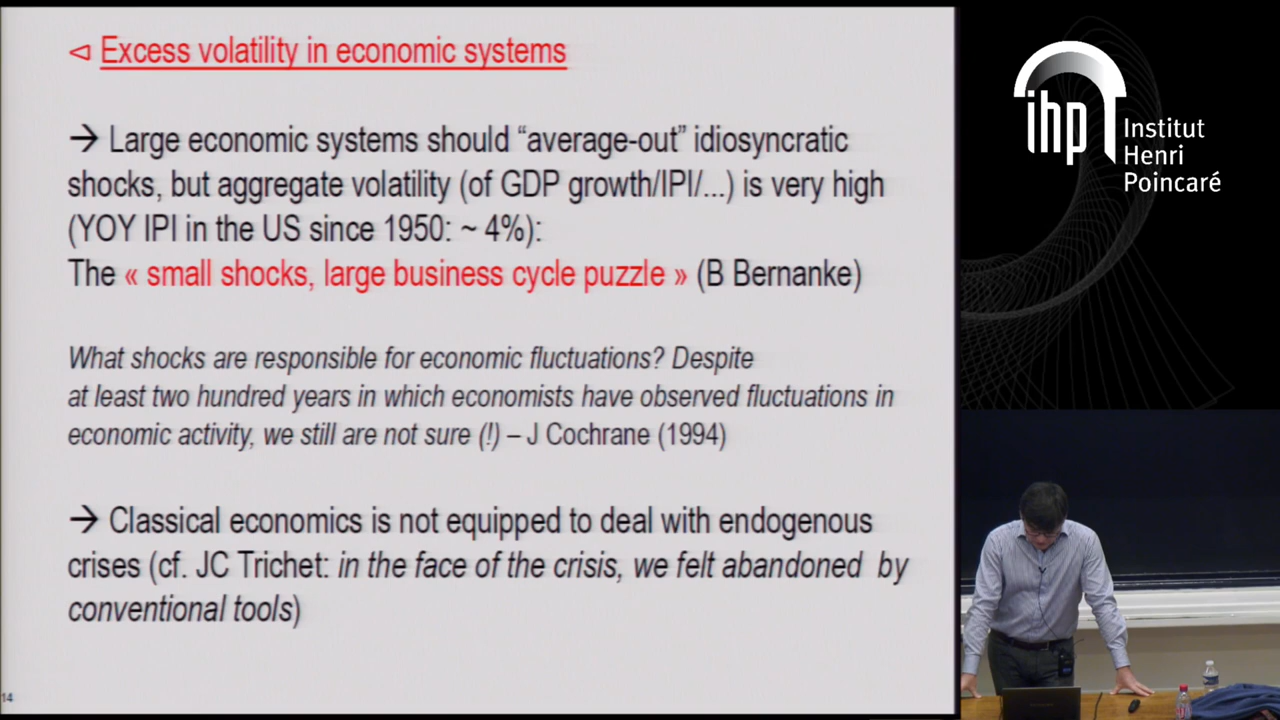 ⊲ Excess volatility in economic systems
→ Large economic systems should “average-out” idiosyncratic
shocks, but aggregate volatility (of GDP growth/IPI/...) is very high
(YOY IPI in the US since 1950: ~ 4%):
The « small shocks, large business cycle puzzle » (B Bernanke)
What shocks are responsible for economic fluctuations? Despite
at least two hundred years in which economists have observed fluctuations in
economic activity, we still are not sure (!) – J Cochrane (1994)
→ Classical economics is not equipped to deal with endogenous
crises (cf. JC Trichet: in the face of the crisis, we felt abandoned by
conventional tools)
14
ihp
Institut
Henri
Poincaré